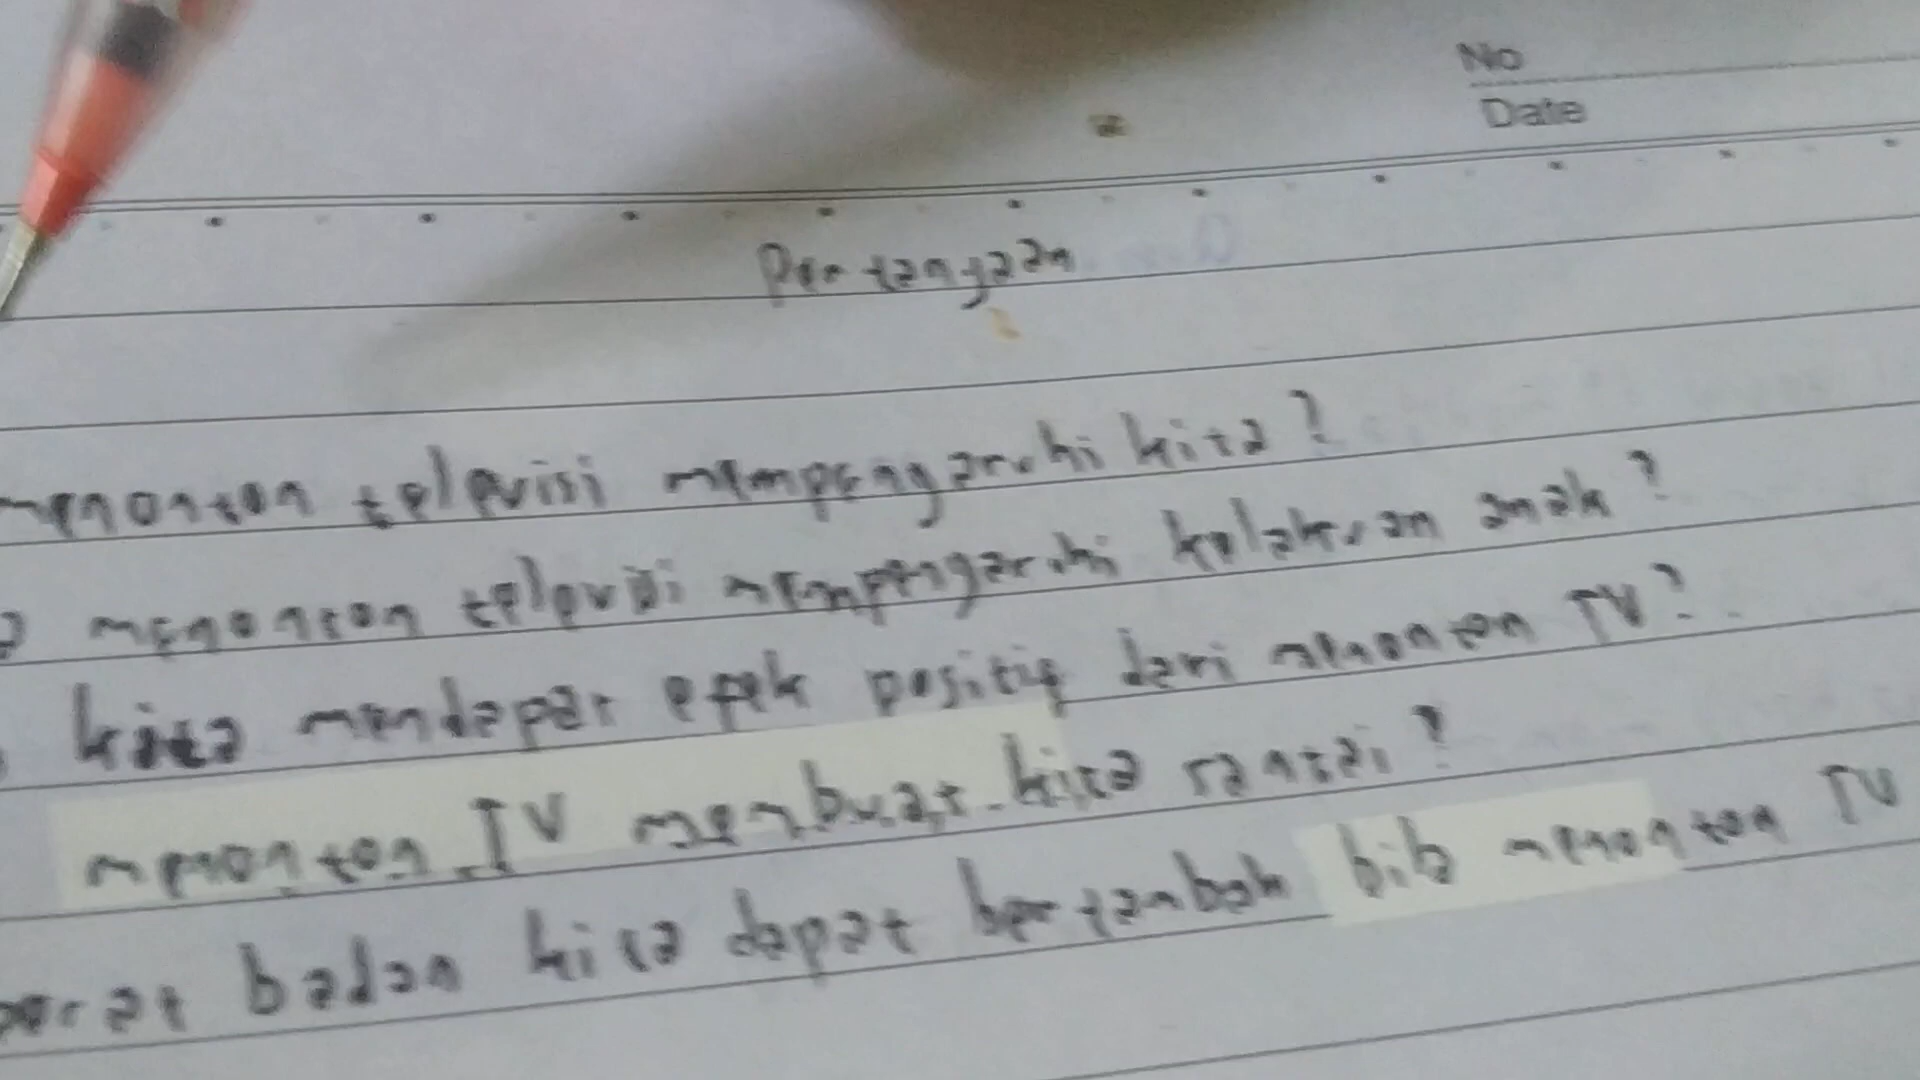 No
Date
Pertanyaan
menonton televisi mempengaruhi kita?
menonton televisi mempengaruhi kelakuan anak?
kita mendapat efek positif dari menonton TV?
menonton TV membuat kita santai?
berat badan kita dapat bertambah bib menonton TV